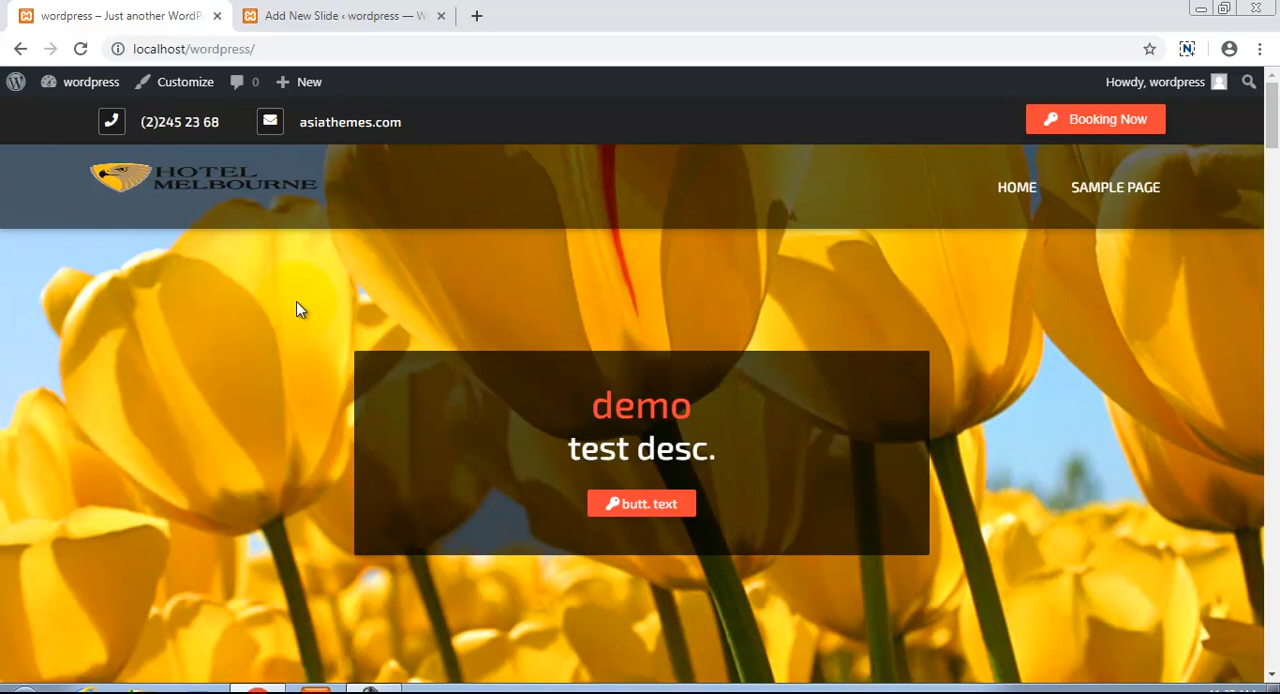 wordpress – Just another WordP
Add New Slide ‹ wordpress — W
localhost/wordpress/
wordpress
Customize
0
New
Howdy, wordpress
(2)245 23 68
asiathemes.com
Booking Now
HOTEL
MELBOURNE
HOME
SAMPLE PAGE
demo
test desc.
butt. text